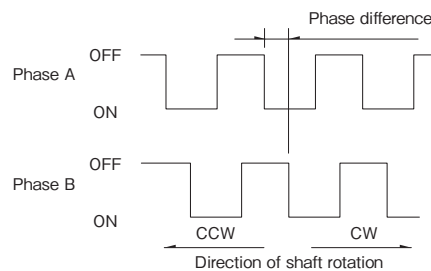 Phase difference
OFF
Phase A
ON
OFF
Phase B
ON
CCW
CW
Direction of shaft rotation